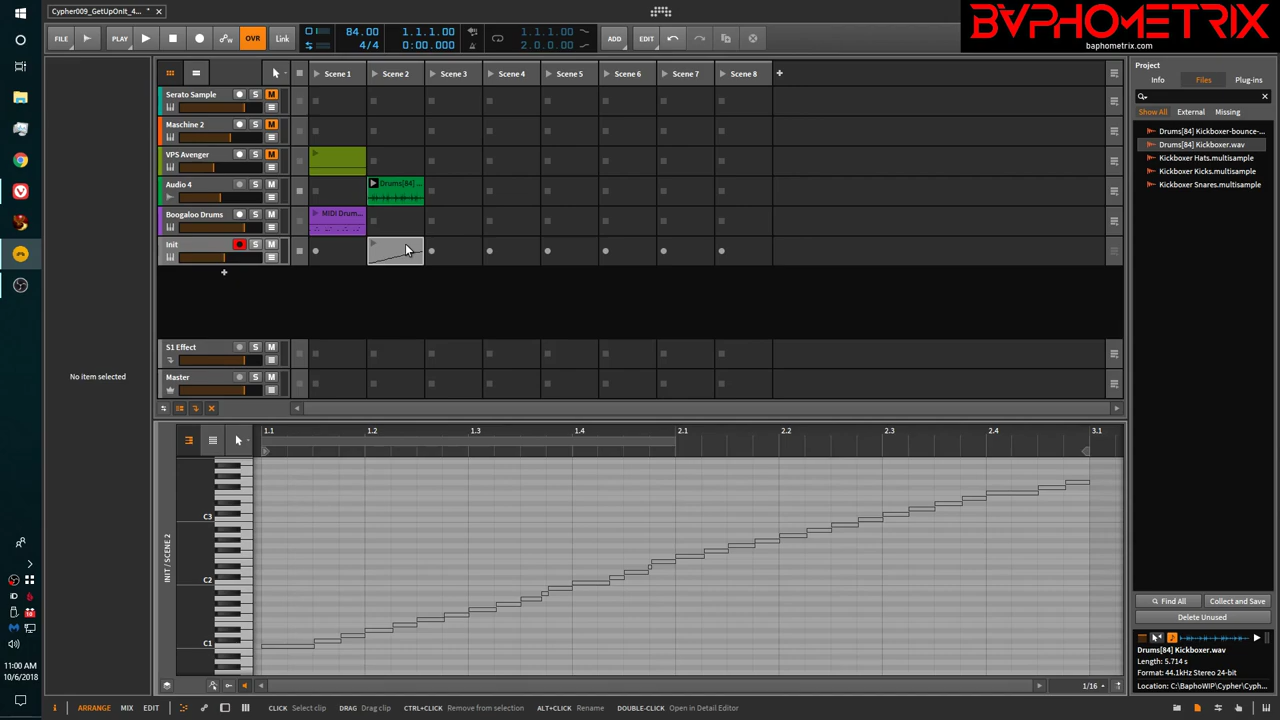 Cypher009_GetUpOnIt_4... *
BAPHOMETRIX
baphometrix.com
FILE
PLAY
OVR
Link
84.00
4/4
1.1.1.00
0:00.000
1.1.1.00
2.0.0.00
ADD
EDIT
Scene 1
Scene 2
Scene 3
Scene 4
Scene 5
Scene 6
Scene 7
Scene 8
Serato Sample
S
M
Maschine 2
S
M
VPS Avenger
S
M
Audio 4
S
M
Drums[84] ...
Boogaloo Drums
S
M
MIDI Drum...
Init
S
M
S1 Effect
S
M
Master
S
M
No item selected
Project
Info
Files
Plug-ins
Show All
External
Missing
Drums[84] Kickboxer-bounce-...
Drums[84] Kickboxer.wav
Kickboxer Hats.multisample
Kickboxer Kicks.multisample
Kickboxer Snares.multisample
Find All
Collect and Save
Delete Unused
Drums[84] Kickboxer.wav
Length: 5.714 s
Format: 44.1kHz Stereo 24-bit
Location: C:\BaphoWIP\Cypher\Cyph...
1.1
1.2
1.3
1.4
2.1
2.2
2.3
2.4
3.1
C3
C2
C1
INIT / SCENE 2
1/16
11:00 AM
10/6/2018
ARRANGE
MIX
EDIT
CLICK Select clip
DRAG Drag clip
CTRL+CLICK Remove from selection
ALT+CLICK Rename
DOUBLE-CLICK Open in Detail Editor